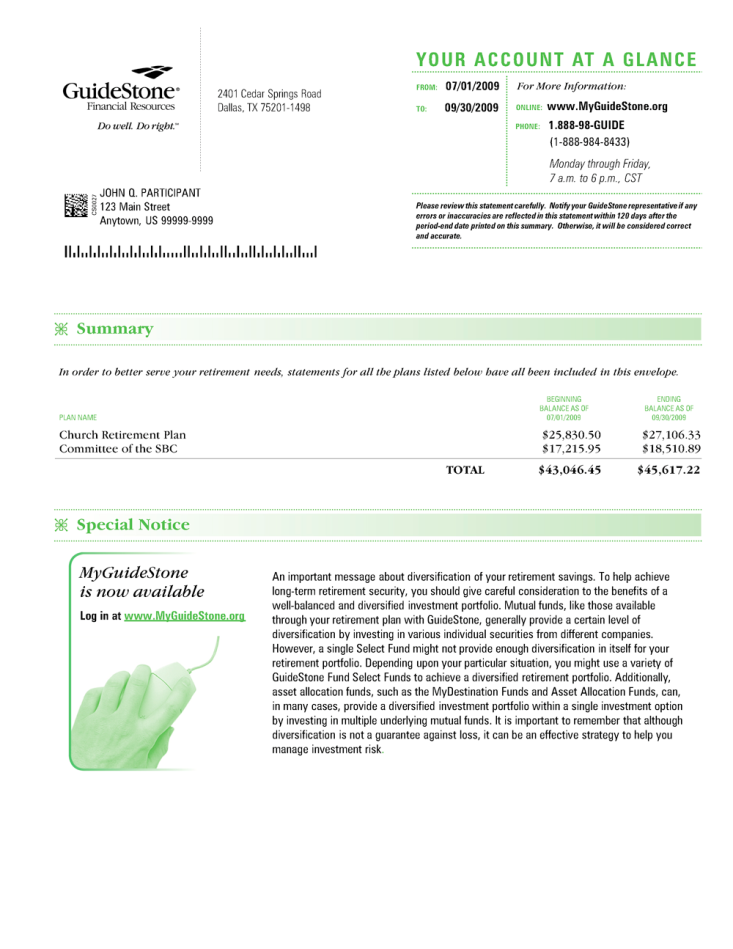 GuideStone®
Financial Resources
Do well. Do right.℠
2401 Cedar Springs Road
Dallas, TX 75201-1498
YOUR ACCOUNT AT A GLANCE
FROM: 07/01/2009
TO: 09/30/2009
For More Information:
ONLINE: www.MyGuideStone.org
PHONE: 1.888-98-GUIDE
(1-888-984-8433)
Monday through Friday,
7 a.m. to 6 p.m., CST
CSG027
JOHN Q. PARTICIPANT
123 Main Street
Anytown, US 99999-9999
Please review this statement carefully. Notify your GuideStone representative if any
errors or inaccuracies are reflected in this statement within 120 days after the
period-end date printed on this summary. Otherwise, it will be considered correct
and accurate.
Summary
In order to better serve your retirement needs, statements for all the plans listed below have all been included in this envelope.
PLAN NAME
BEGINNING
BALANCE AS OF
07/01/2009
ENDING
BALANCE AS OF
09/30/2009
Church Retirement Plan $25,830.50 $27,106.33
Committee of the SBC $17,215.95 $18,510.89
TOTAL $43,046.45 $45,617.22
Special Notice
MyGuideStone
is now available
Log in at www.MyGuideStone.org
An important message about diversification of your retirement savings. To help achieve
long-term retirement security, you should give careful consideration to the benefits of a
well-balanced and diversified investment portfolio. Mutual funds, like those available
through your retirement plan with GuideStone, generally provide a certain level of
diversification by investing in various individual securities from different companies.
However, a single Select Fund might not provide enough diversification in itself for your
retirement portfolio. Depending upon your particular situation, you might use a variety of
GuideStone Fund Select Funds to achieve a diversified retirement portfolio. Additionally,
asset allocation funds, such as the MyDestination Funds and Asset Allocation Funds, can,
in many cases, provide a diversified investment portfolio within a single investment option
by investing in multiple underlying mutual funds. It is important to remember that although
diversification is not a guarantee against loss, it can be an effective strategy to help you
manage investment risk.